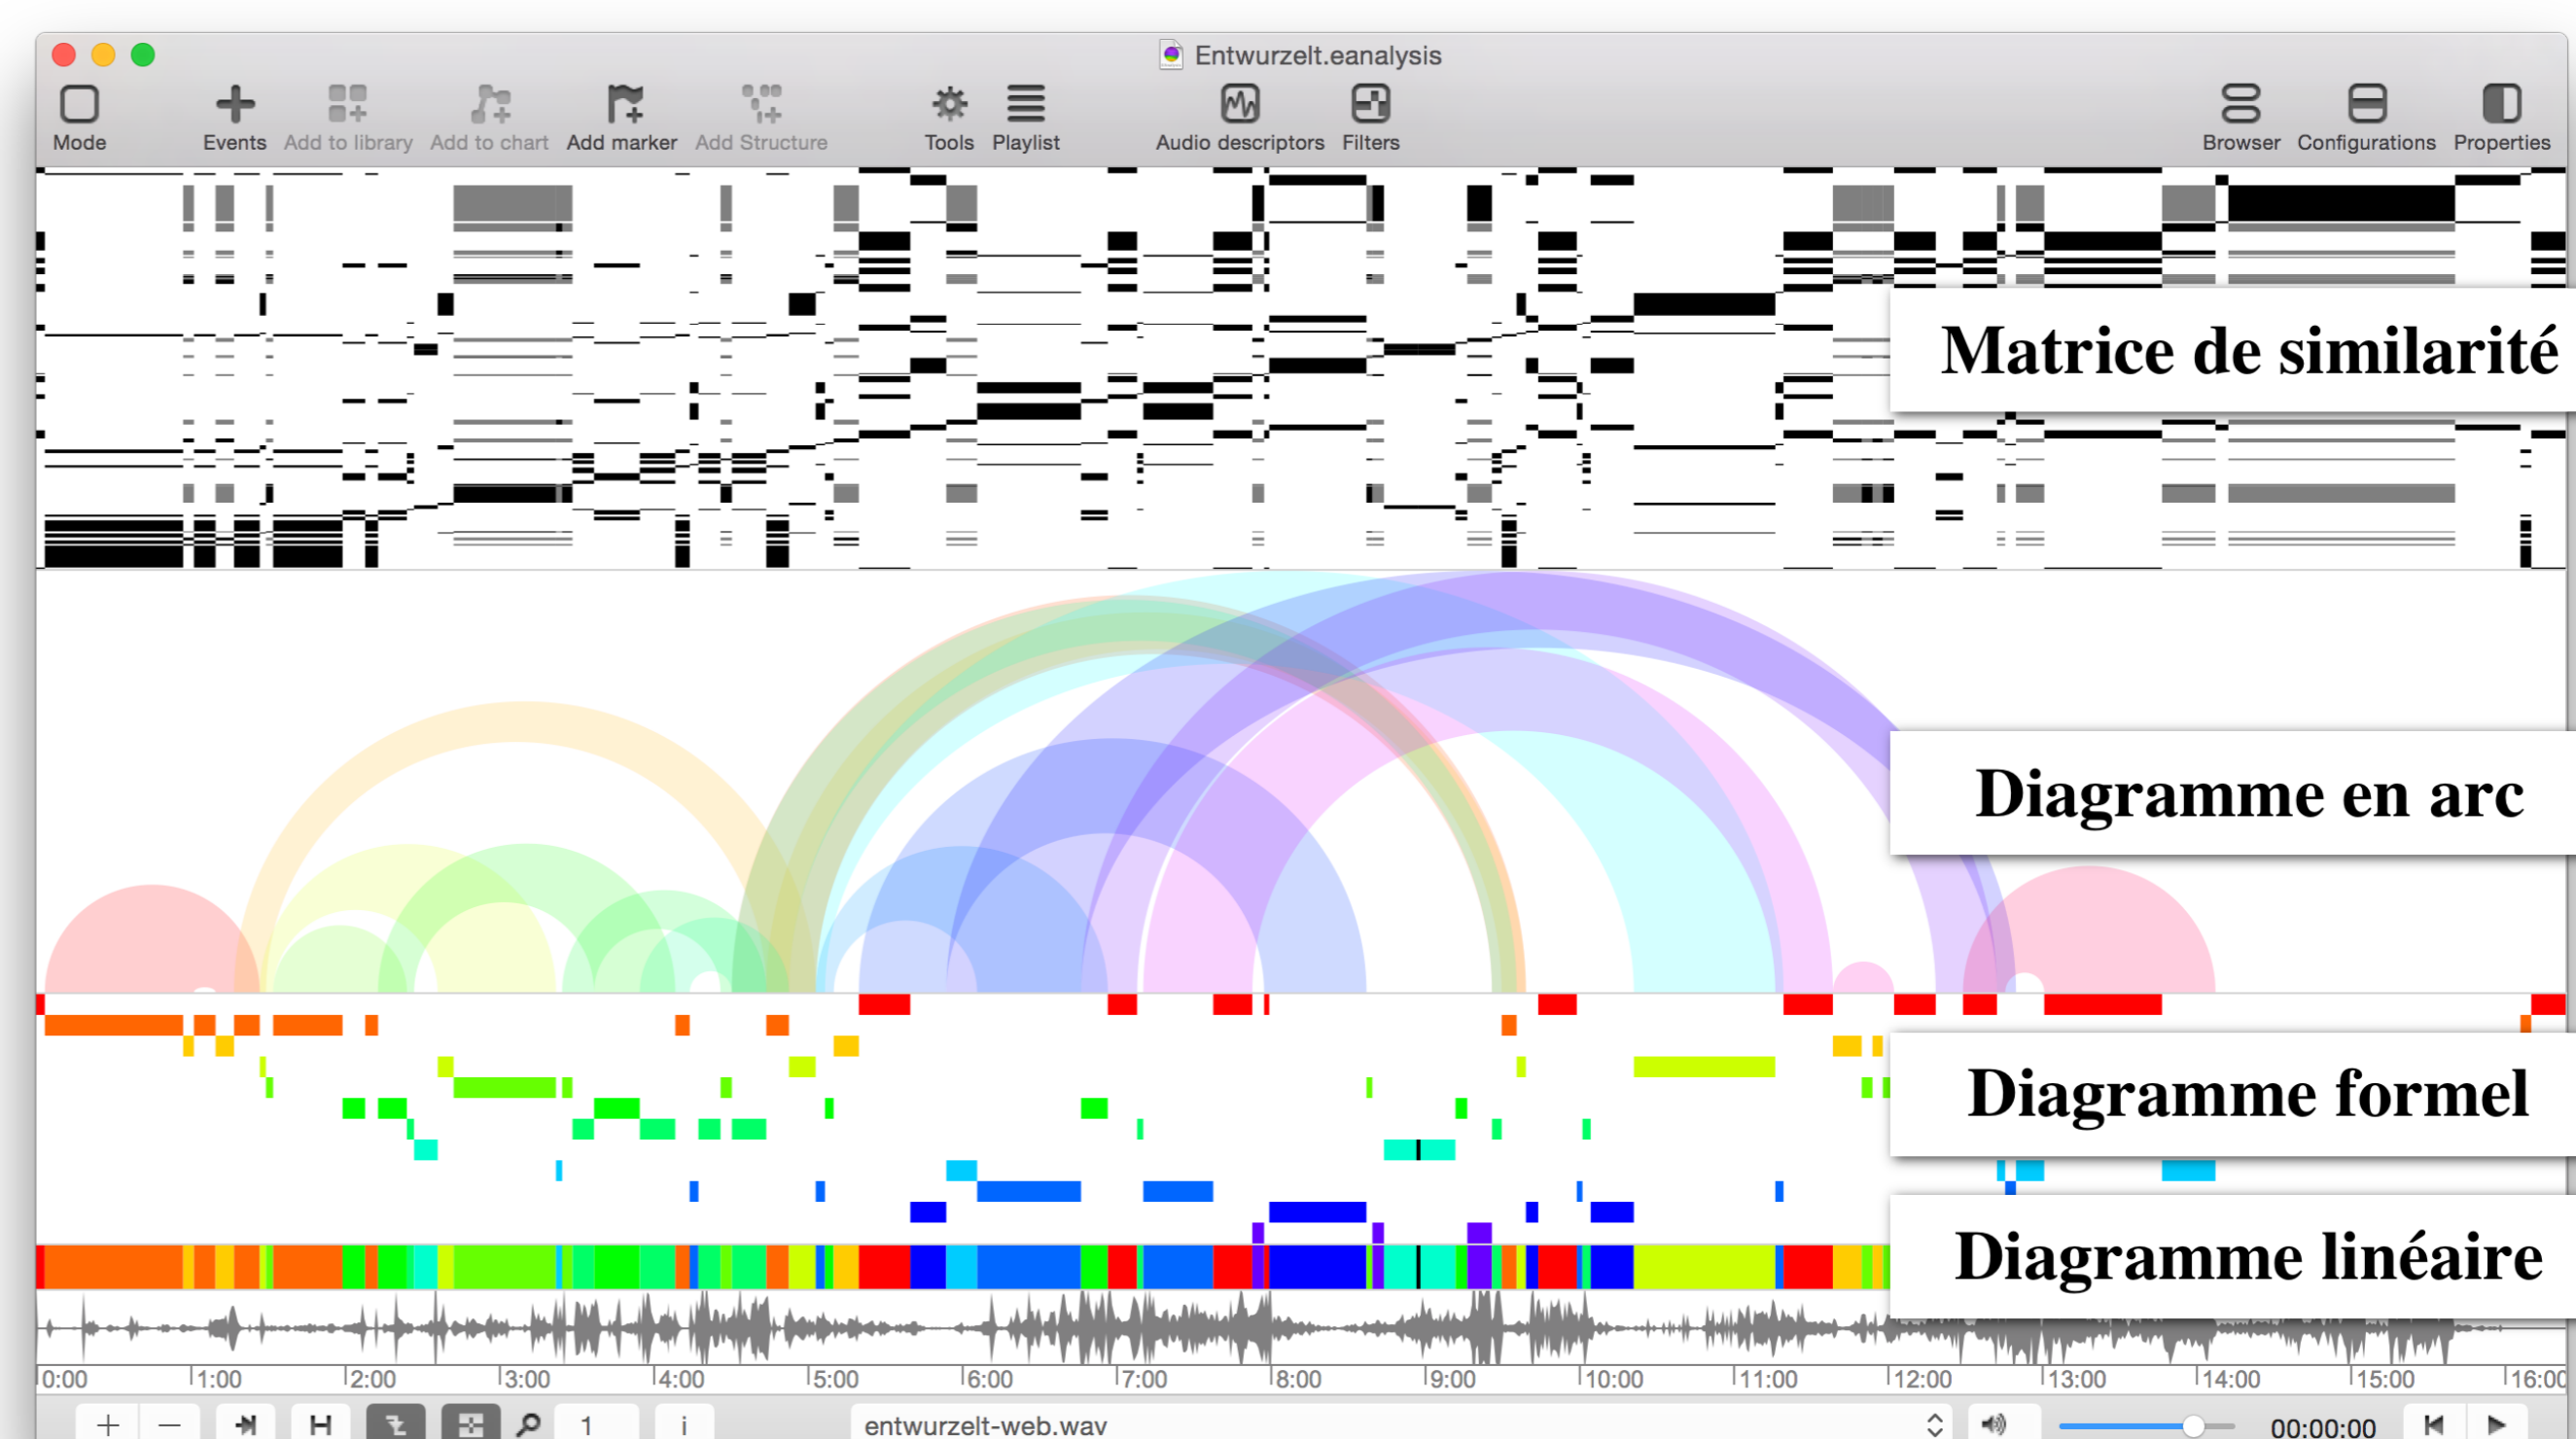 Entwurzelt.eanalysis
Mode Events Add to library Add to chart Add marker Add Structure Tools Playlist Audio descriptors Filters Browser Configurations Properties
Matrice de similarité
Diagramme en arc
Diagramme formel
Diagramme linéaire
0:00 1:00 2:00 3:00 4:00 5:00 6:00 7:00 8:00 9:00 10:00 11:00 12:00 13:00 14:00 15:00 16:00
1 i entwurzelt-web.wav 00:00:00